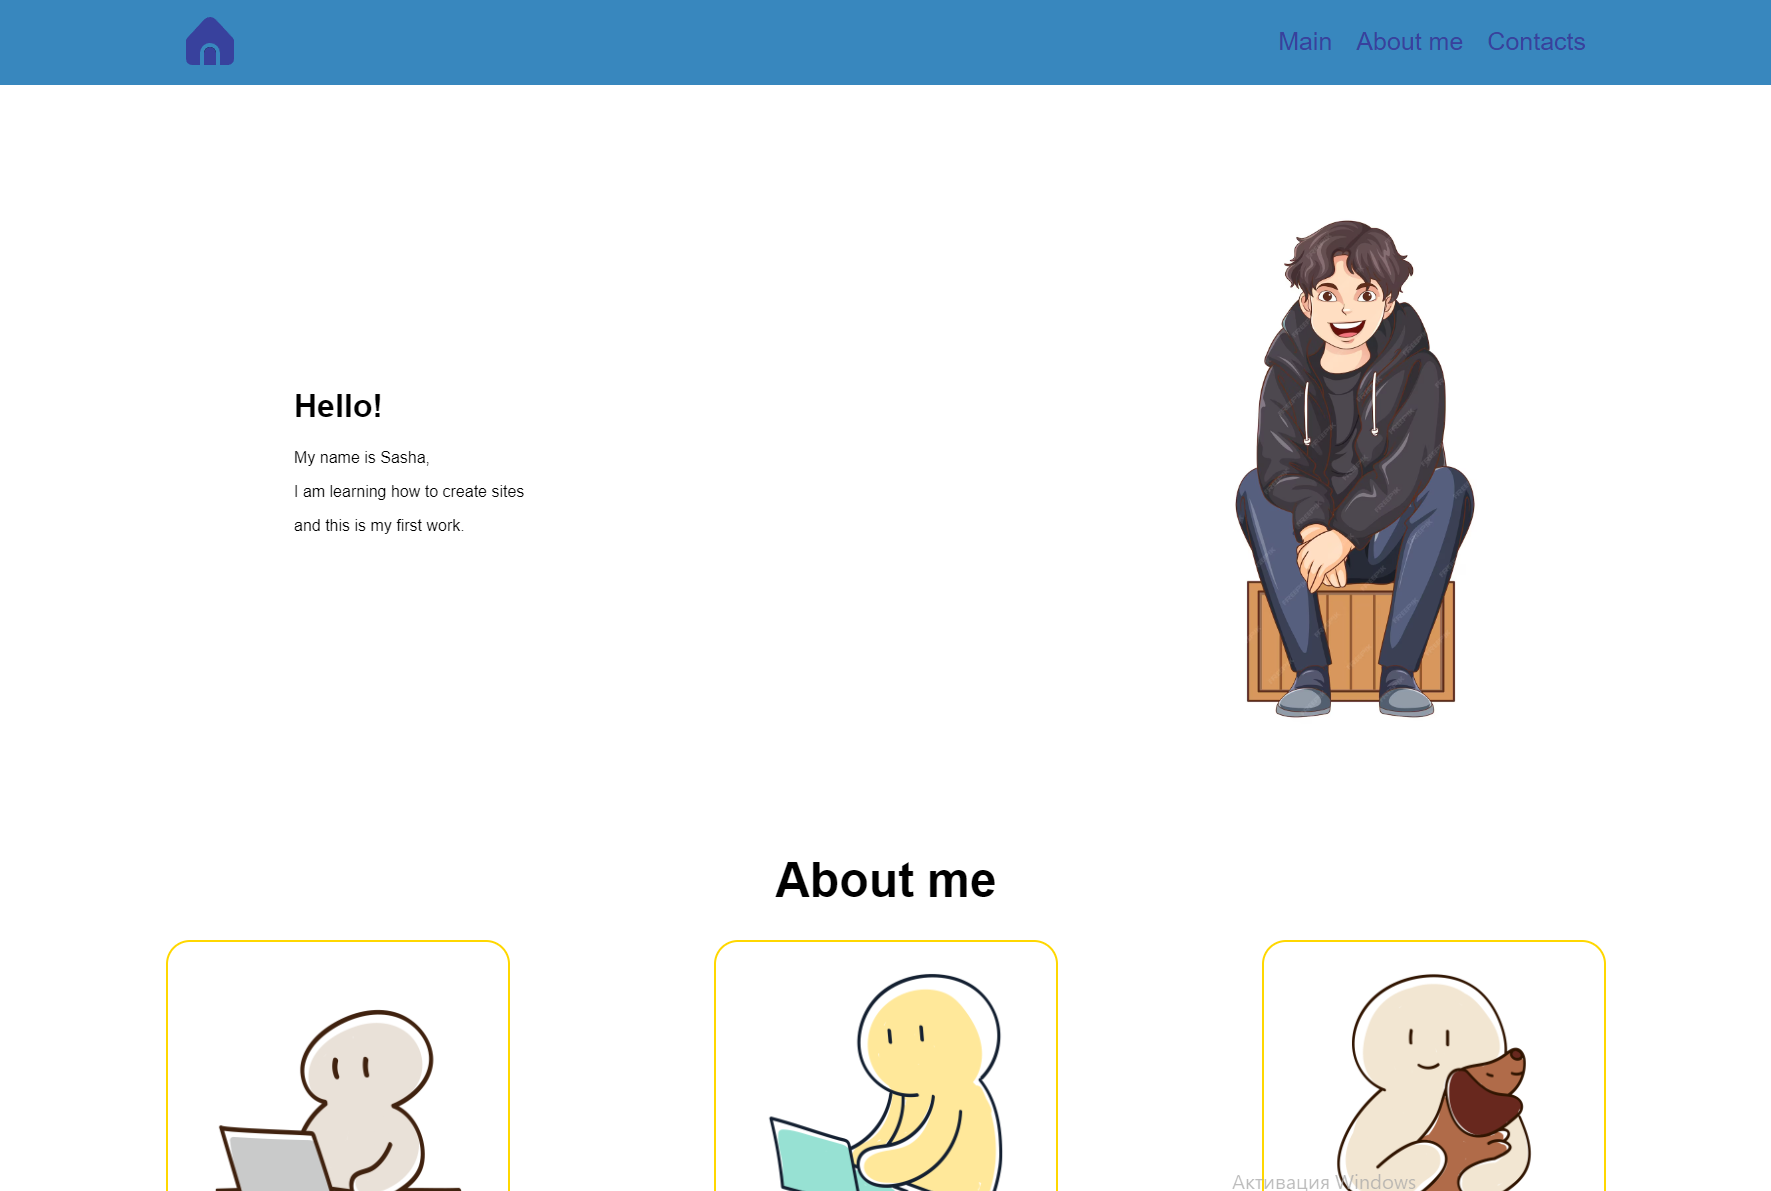 Main About me Contacts
Hello!
My name is Sasha,
I am learning how to create sites
and this is my first work.
About me
Активация Windows